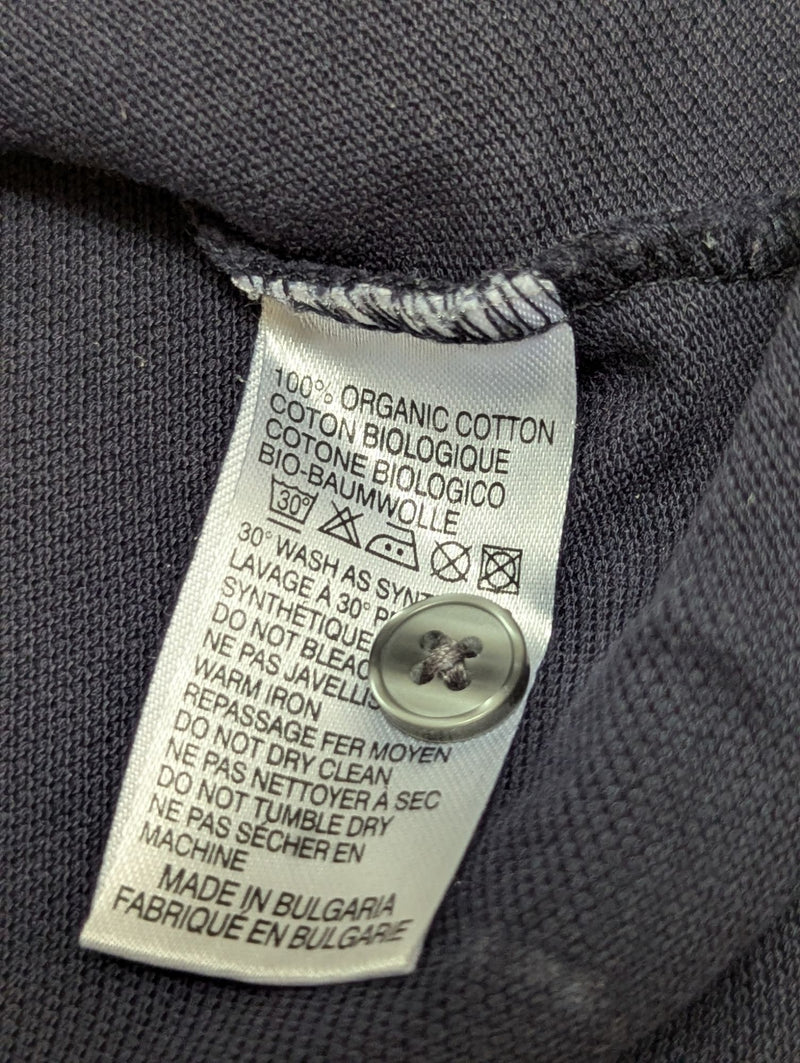 100% ORGANIC COTTON
COTON BIOLOGIQUE
COTONE BIOLOGICO
BIO-BAUMWOLLE
30°
30° WASH AS
LAVAGE À 30°
SYNTHÉTIQUE
DO NOT
NE PAS
WARM IRON
REPASSAGE FER MOYEN
DO NOT DRY CLEAN
NE PAS NETTOYER À SEC
DO NOT TUMBLE DRY
NE PAS SÉCHER EN
MACHINE
MADE IN BULGARIA
FABRIQUÉ EN BULGARIE